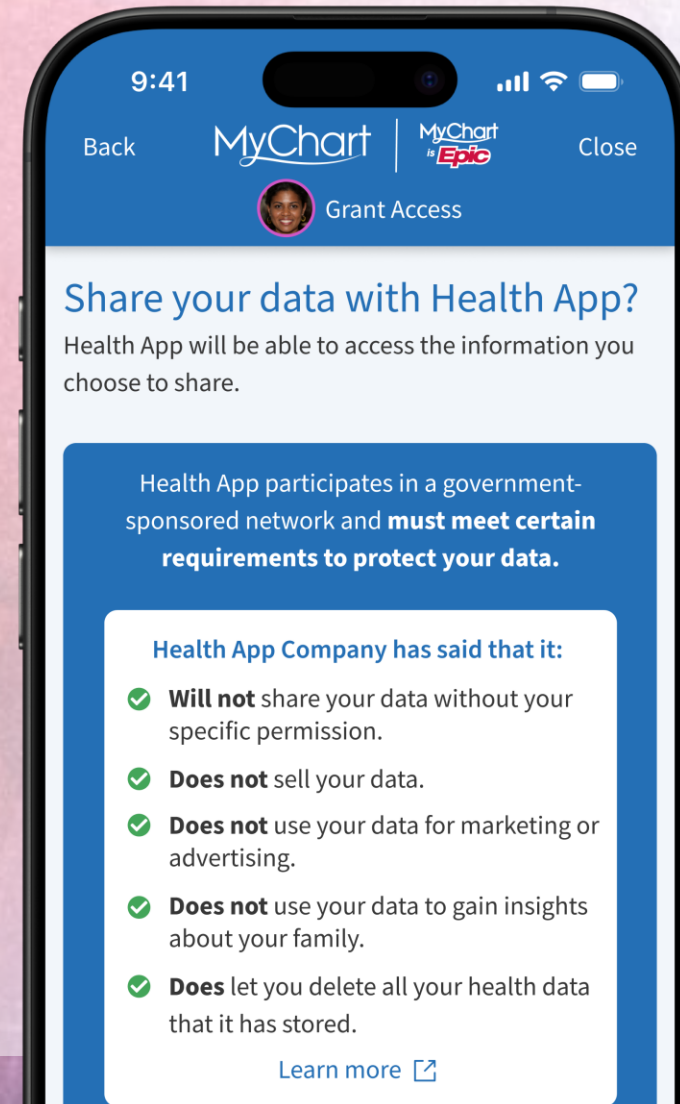 9:41
Back
MyChart
MyChart
is Epic
Close
Grant Access
Share your data with Health App?
Health App will be able to access the information you
choose to share.
Health App participates in a government-
sponsored network and must meet certain
requirements to protect your data.
Health App Company has said that it:
Will not share your data without your
specific permission.
Does not sell your data.
Does not use your data for marketing or
advertising.
Does not use your data to gain insights
about your family.
Does let you delete all your health data
that it has stored.
Learn more